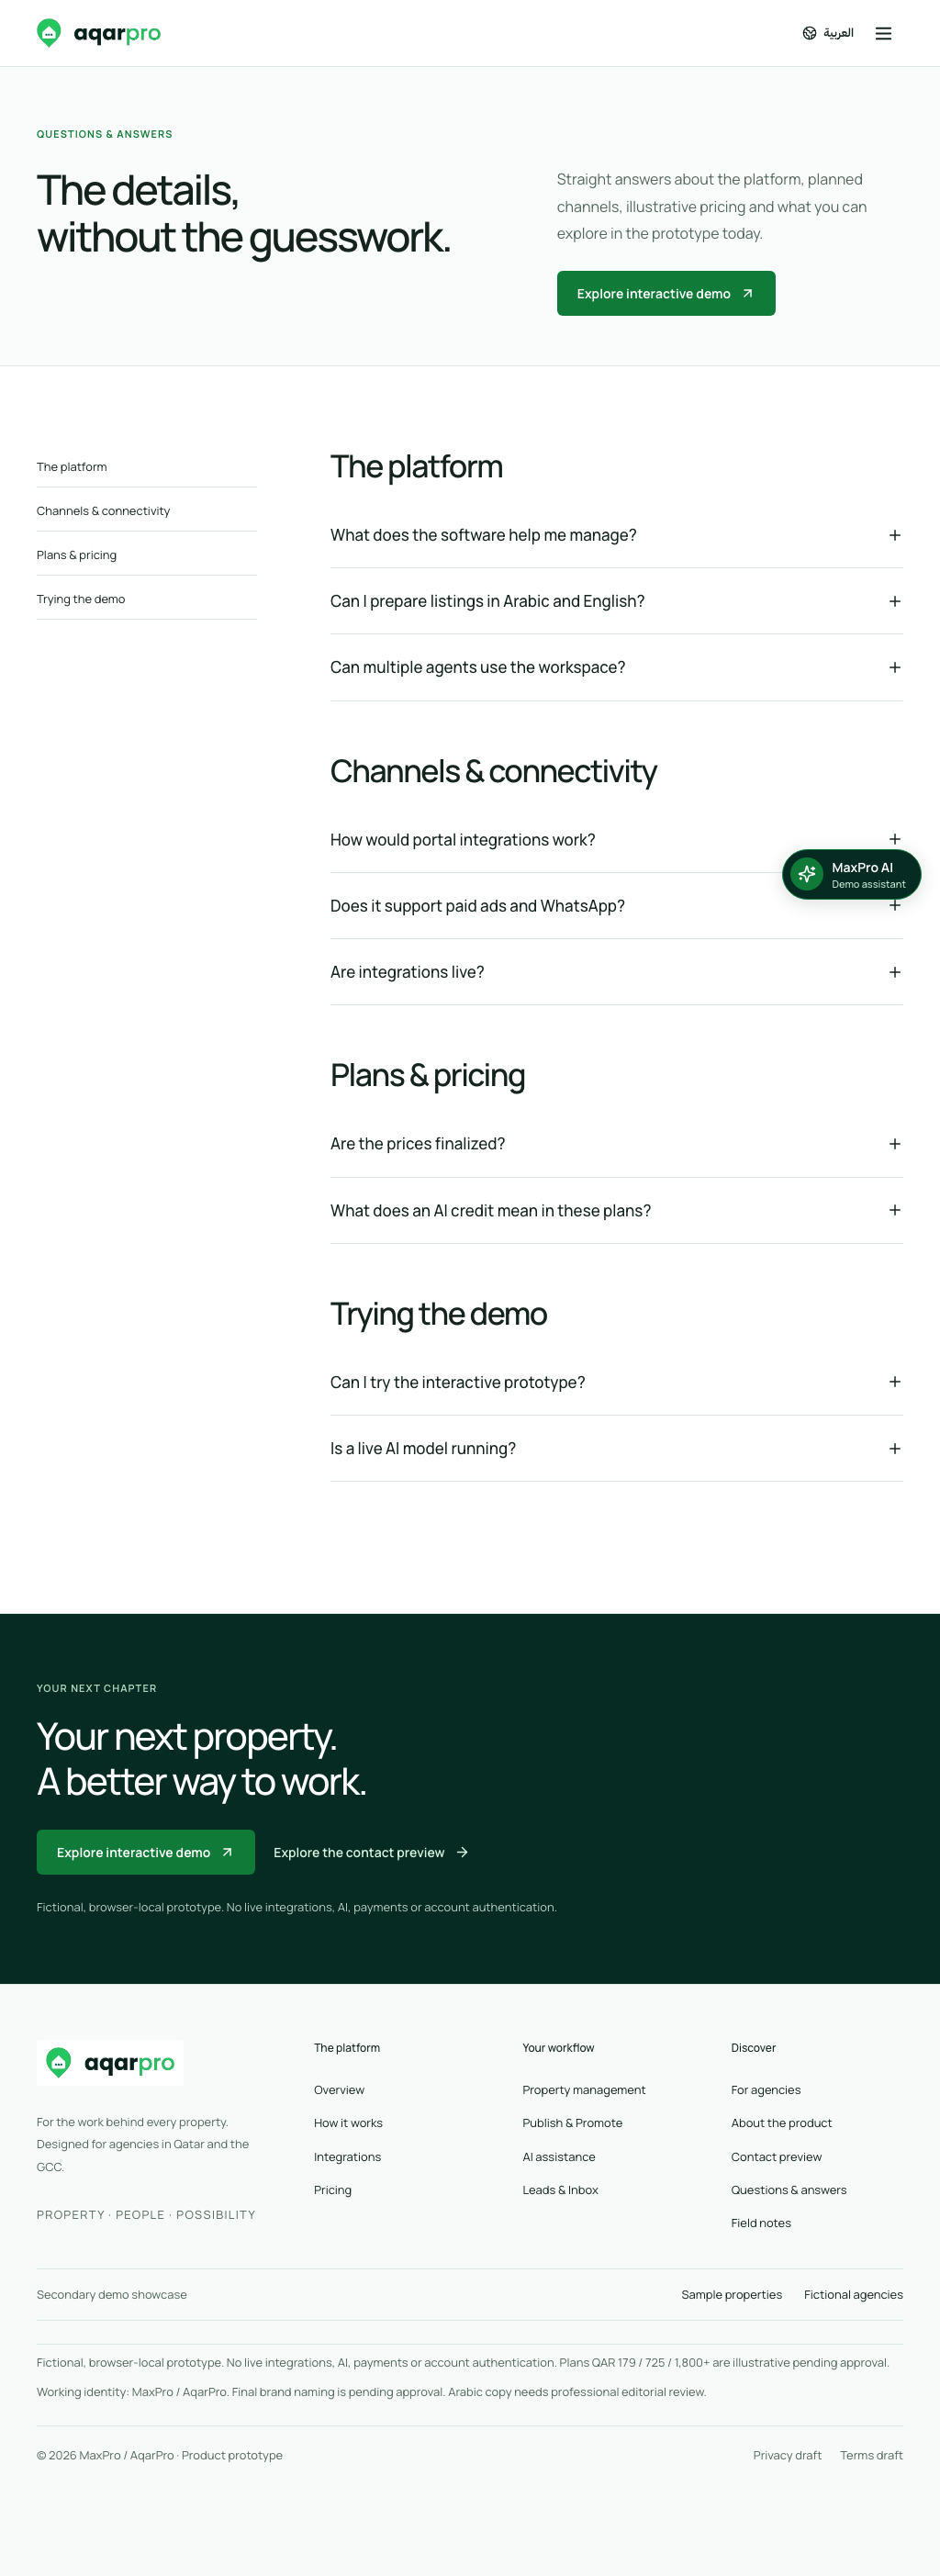 aqarpro
العربية
QUESTIONS & ANSWERS
The details,
without the guesswork.
Straight answers about the platform, planned
channels, illustrative pricing and what you can
explore in the prototype today.
Explore interactive demo
The platform
Channels & connectivity
Plans & pricing
Trying the demo
The platform
What does the software help me manage?
Can I prepare listings in Arabic and English?
Can multiple agents use the workspace?
Channels & connectivity
How would portal integrations work?
MaxPro AI
Demo assistant
Does it support paid ads and WhatsApp?
Are integrations live?
Plans & pricing
Are the prices finalized?
What does an AI credit mean in these plans?
Trying the demo
Can I try the interactive prototype?
Is a live AI model running?
YOUR NEXT CHAPTER
Your next property.
A better way to work.
Explore interactive demo
Explore the contact preview
Fictional, browser-local prototype. No live integrations, AI, payments or account authentication.
aqarpro
For the work behind every property.
Designed for agencies in Qatar and the
GCC.
PROPERTY · PEOPLE · POSSIBILITY
The platform
Overview
How it works
Integrations
Pricing
Your workflow
Property management
Publish & Promote
AI assistance
Leads & Inbox
Discover
For agencies
About the product
Contact preview
Questions & answers
Field notes
Secondary demo showcase
Sample properties
Fictional agencies
Fictional, browser-local prototype. No live integrations, AI, payments or account authentication. Plans QAR 179 / 725 / 1,800+ are illustrative pending approval.
Working identity: MaxPro / AqarPro. Final brand naming is pending approval. Arabic copy needs professional editorial review.
© 2026 MaxPro / AqarPro · Product prototype
Privacy draft
Terms draft